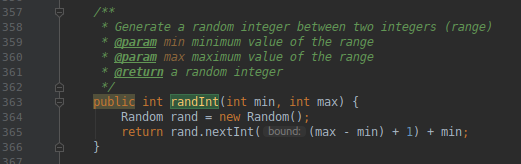 357 /**
358 * Generate a random integer between two integers (range)
359 * @param min minimum value of the range
360 * @param max maximum value of the range
361 * @return a random integer
362 */
363 public int randInt(int min, int max) {
364 Random rand = new Random();
365 return rand.nextInt( bound: (max - min) + 1) + min;
366 }
367